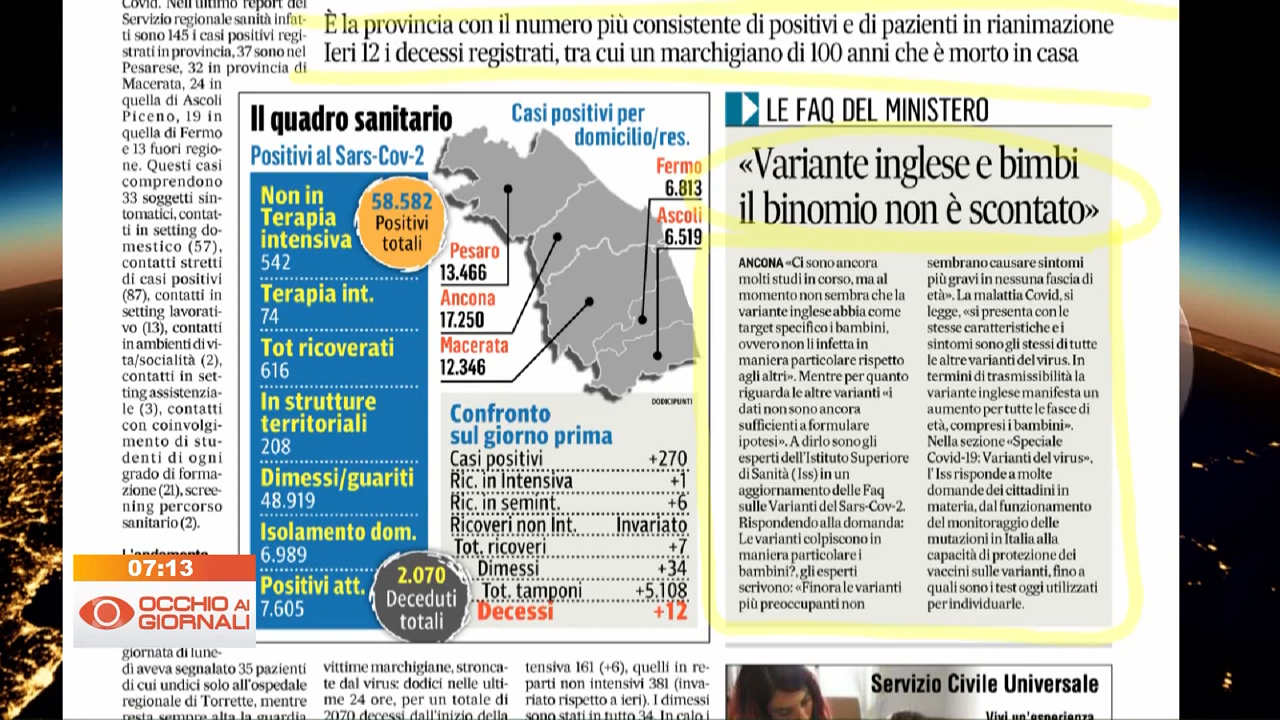 Covid. Nell'ultimo report del
Servizio regionale sanità infat-
ti sono 145 i casi positivi regi-
strati in provincia, 37 sono nel
Pesarese, 32 in provincia di
Macerata, 24 in
quella di Ascoli
Piceno, 19 in
quella di Fermo
e 13 fuori regio-
ne. Questi casi
comprendono
33 soggetti sin-
tomatici, contat-
ti in setting do-
mestico (57),
contatti stretti
di casi positivi
(87), contatti in
setting lavorati-
vo (13), contatti
in ambienti di vi-
ta/socialità (2),
contatti in set-
ting assistenzia-
le (3), contatti
con coinvolgi-
mento di stu-
denti di ogni
grado di forma-
zione (21), scree-
ning percorso
sanitario (2).
L'andamento
07:13
OCCHIO AI
GIORNALI
giornata di lune-
dì aveva segnalato 35 pazienti
di cui undici solo all'ospedale
regionale di Torrette, mentre
resta sempre alta la guardia
È la provincia con il numero più consistente di positivi e di pazienti in rianimazione
Ieri 12 i decessi registrati, tra cui un marchigiano di 100 anni che è morto in casa
Il quadro sanitario
Positivi al Sars-Cov-2
58.582
Positivi
totali
Non in
Terapia
intensiva
542
Terapia int.
74
Tot ricoverati
616
In strutture
territoriali
208
Dimessi/guariti
48.919
Isolamento dom.
6.989
Positivi att.
7.605
2.070
Deceduti
totali
Casi positivi per
domicilio/res.
Fermo
6.813
Ascoli
6.519
Pesaro
13.466
Ancona
17.250
Macerata
12.346
DODICIPUNTI
Confronto
sul giorno prima
Casi positivi +270
Ric. in Intensiva +1
Ric. in semint. +6
Ricoveri non Int. Invariato
Tot. ricoveri +7
Dimessi +34
Tot. tamponi +5.108
Decessi +12
vittime marchigiane, stronca-
te dal virus: dodici nelle ulti-
me 24 ore, per un totale di
2070 decessi dall'inizio della
tensiva 161 (+6), quelli in re-
parti non intensivi 381 (inva-
riato rispetto a ieri). I dimessi
sono stati in tutto 34. In calo i
LE FAQ DEL MINISTERO
«Variante inglese e bimbi
il binomio non è scontato»
ANCONA «Ci sono ancora
molti studi in corso, ma al
momento non sembra che la
variante inglese abbia come
target specifico i bambini,
ovvero non li infetta in
maniera particolare rispetto
agli altri». Mentre per quanto
riguarda le altre varianti «i
dati non sono ancora
sufficienti a formulare
ipotesi». A dirlo sono gli
esperti dell'Istituto Superiore
di Sanità (Iss) in un
aggiornamento delle Faq
sulle Varianti del Sars-Cov-2.
Rispondendo alla domanda:
Le varianti colpiscono in
maniera particolare i
bambini?, gli esperti
scrivono: «Finora le varianti
più preoccupanti non
sembrano causare sintomi
più gravi in nessuna fascia di
età». La malattia Covid, si
legge, «si presenta con le
stesse caratteristiche e i
sintomi sono gli stessi di tutte
le altre varianti del virus. In
termini di trasmissibilità la
variante inglese manifesta un
aumento per tutte le fasce di
età, compresi i bambini».
Nella sezione «Speciale
Covid-19: Varianti del virus»,
l'Iss risponde a molte
domande dei cittadini in
materia, dal funzionamento
del monitoraggio delle
mutazioni in Italia alla
capacità di protezione dei
vaccini sulle varianti, fino a
quali sono i test oggi utilizzati
per individuarle.
Servizio Civile Universale
Vivi un'esperienza